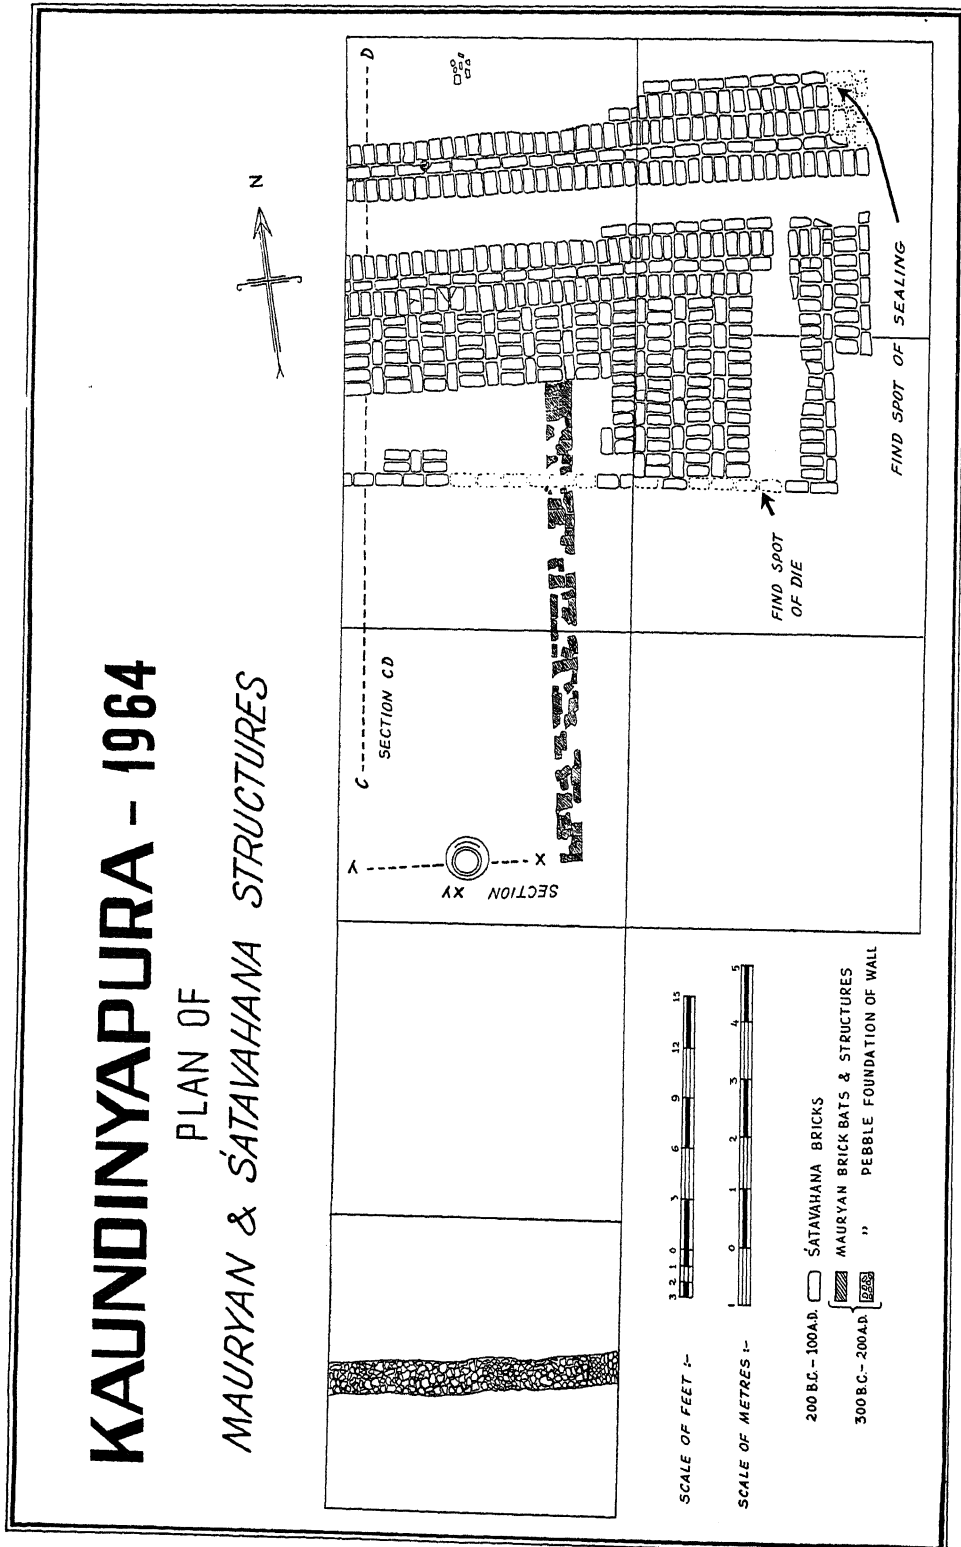 KAUNDINYAPURA - 1964
PLAN OF
MAURYAN & ŚATAVAHANA STRUCTURES
N
C
D
SECTION CD
Y
X
SECTION
XY
FIND SPOT
OF DIE
FIND SPOT OF SEALING
SCALE OF FEET :-
3 2 1 0 3 6 9 12 15
SCALE OF METRES :-
1 0 1 2 3 4 5
200 B.C. - 100 A.D. ŚATAVAHANA BRICKS
300 B.C. - 200 A.D.
MAURYAN BRICK BATS & STRUCTURES
„ PEBBLE FOUNDATION OF WALL